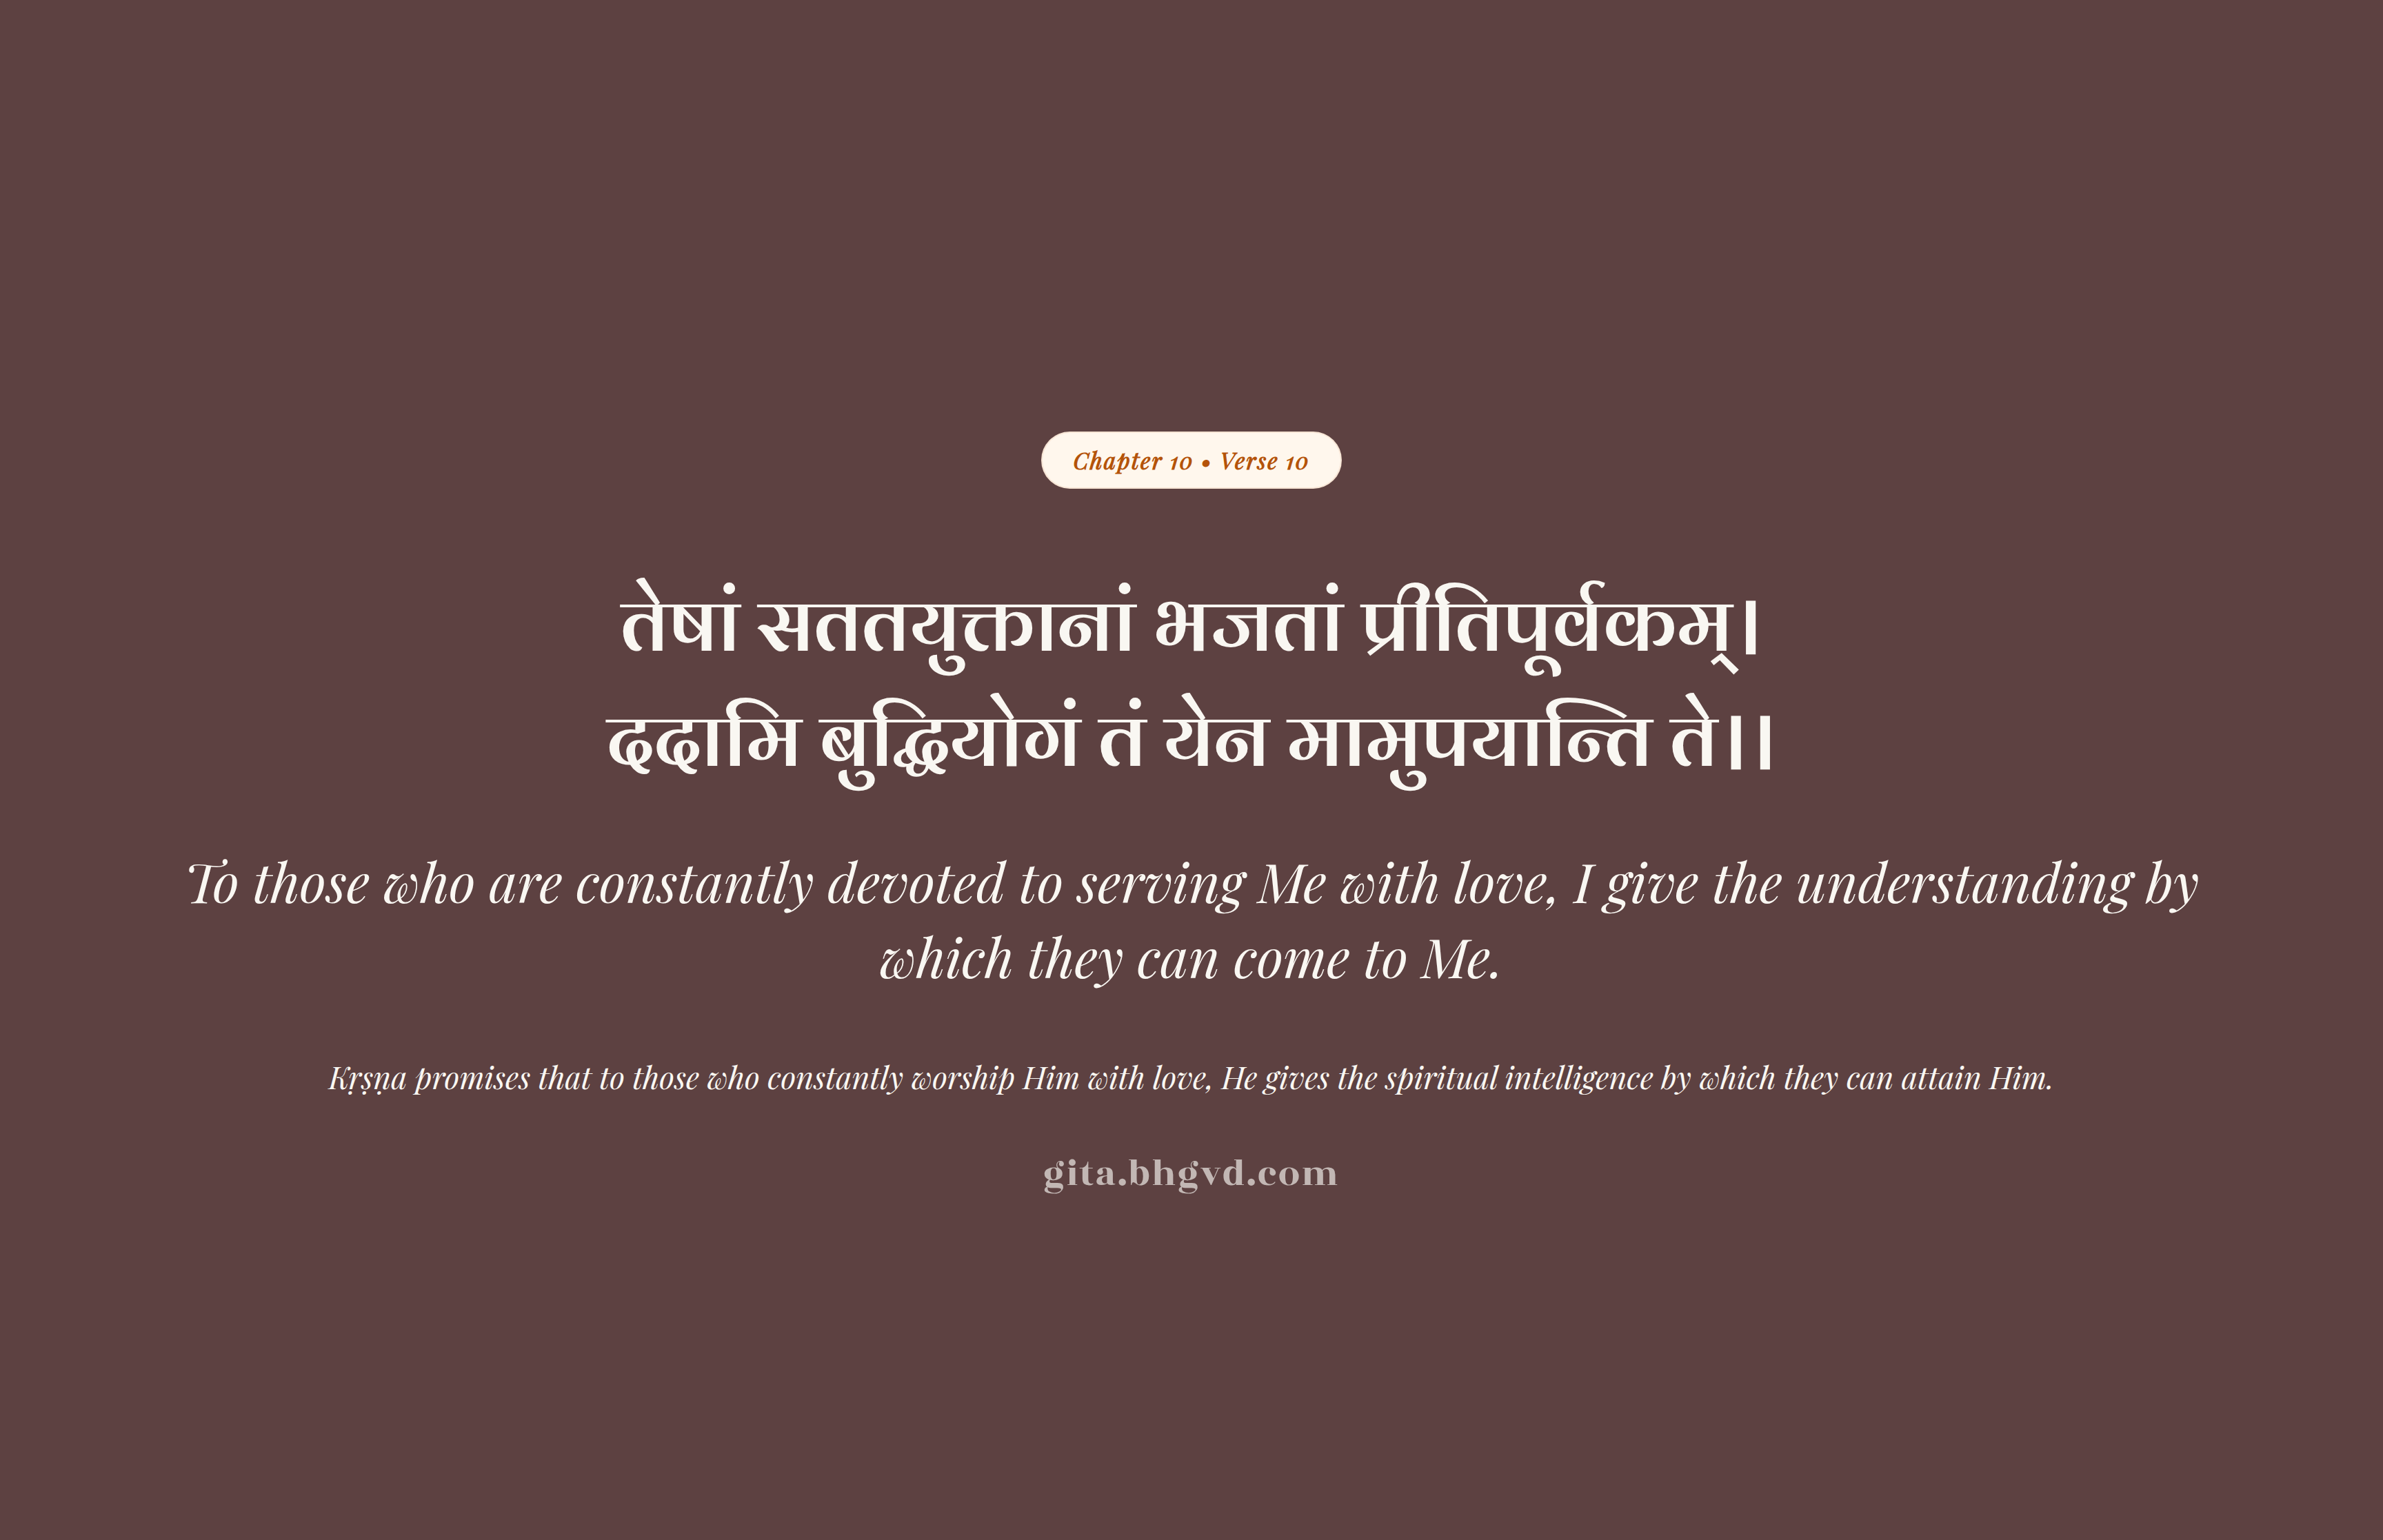 Chapter 10 • Verse 10
तेषां सततयुक्तानां भजतां प्रीतिपूर्वकम्।
ददामि बुद्धियोगं तं येन मामुपयान्ति ते।।
To those who are constantly devoted to serving Me with love, I give the understanding by
which they can come to Me.
Kṛṣṇa promises that to those who constantly worship Him with love, He gives the spiritual intelligence by which they can attain Him.
gita.bhgvd.com